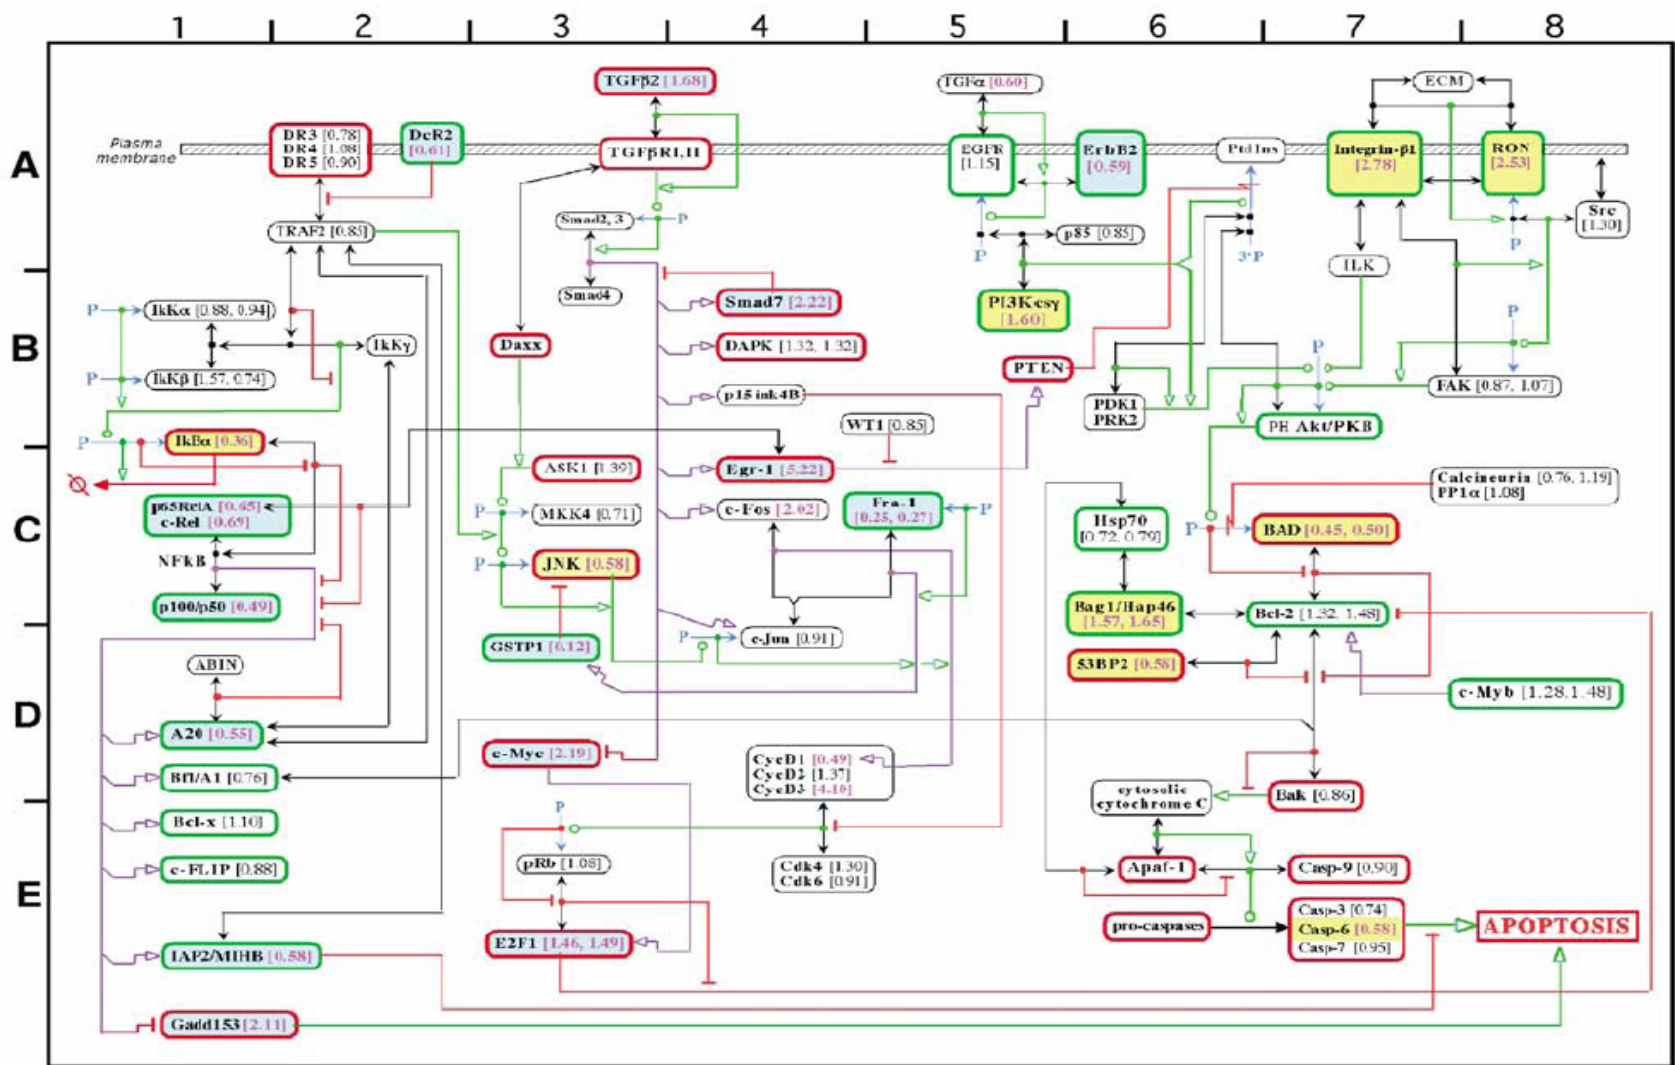 1 2 3 4 5 6 7 8
A
B
C
D
E
Plasma
membrane
DR3 [0.78]
DR4 [1.08]
DR5 [0.90]
DcR2
[0.61]
TGFβ2 [1.68]
TGFβRI,II
TGFα [0.60]
EGFR
[1.15]
ErbB2
[0.59]
PtdIns
ECM
Integrin-β1
[2.78]
RON
[2.53]
Src
[1.30]
TRAF2 [0.85]
Smad2, 3
P
Smad4
P
p85 [0.85]
3'P
P
ILK
IkKα [0.88, 0.94]
P
IkKγ
IkKβ [1.57, 0.74]
P
Daxx
Smad7 [2.22]
DAPK [1.32, 1.32]
p15ink4B
PI3Kcsγ
[1.60]
PTEN
PDK1
PRK2
P
P
FAK [0.87, 1.07]
PH Akt/PKB
WT1 [0.85]
P
IkBα [0.36]
ASK1 [1.39]
Egr-1 [5.22]
Calcineurin [0.76, 1.19]
PP1α [1.08]
p65RelA [0.65]
c-Rel [0.69]
NFkB
p100/p50 [0.49]
P
MKK4 [0.71]
P
JNK [0.58]
c-Fos [2.02]
Fra-1
[0.25, 0.27]
P
Hsp70
[0.72, 0.79]
P
BAD [0.45, 0.50]
Bag1/Hap46
[1.57, 1.65]
Bcl-2 [1.32, 1.48]
GSTP1 [0.12]
P
c-Jun [0.91]
53BP2 [0.58]
c-Myb [1.28,1.48]
ABIN
A20 [0.55]
c-Myc [2.19]
CycD1 [0.49]
CycD2 [1.37]
CycD3 [4.10]
Bfl/A1 [0.76]
cytosolic
cytochrome C
Bak [0.86]
Bcl-x [1.10]
P
pRb [1.08]
Cdk4 [1.30]
Cdk6 [0.91]
c-FLIP [0.88]
Apaf-1
Casp-9 [0.90]
pro-caspases
Casp-3 [0.74]
Casp-6 [0.58]
Casp-7 [0.95]
APOPTOSIS
E2F1 [1.46, 1.49]
IAP2/MIHB [0.58]
Gadd153 [2.11]